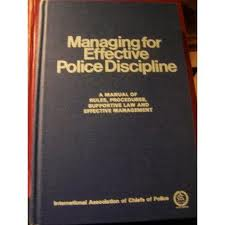 Managing for
Effective
Police Discipline
A MANUAL OF
RULES, PROCEDURES,
SUPPORTIVE LAW AND
EFFECTIVE MANAGEMENT
International Association of Chiefs of Police